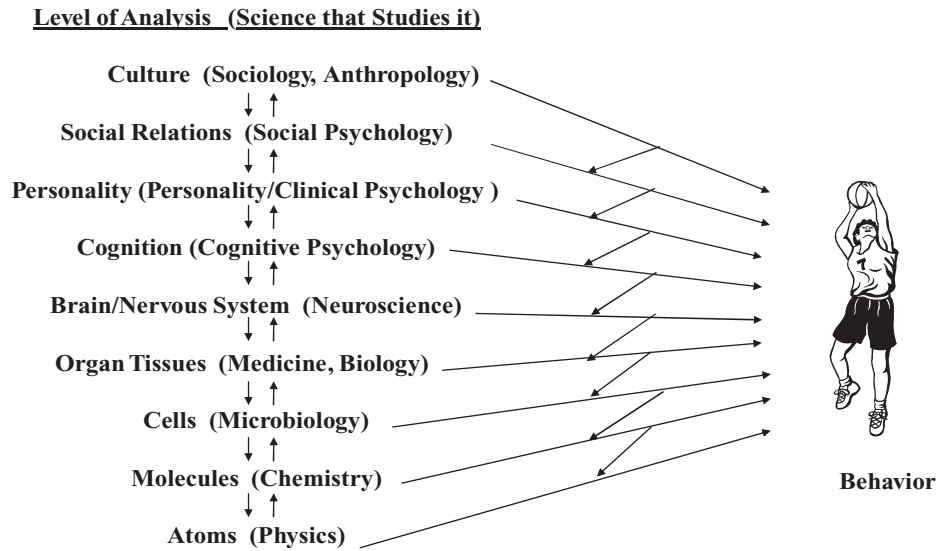 Level of Analysis (Science that Studies it)
Culture (Sociology, Anthropology)
Social Relations (Social Psychology)
Personality (Personality/Clinical Psychology )
Cognition (Cognitive Psychology)
Brain/Nervous System (Neuroscience)
Organ Tissues (Medicine, Biology)
Cells (Microbiology)
Molecules (Chemistry)
Atoms (Physics)
7
Behavior